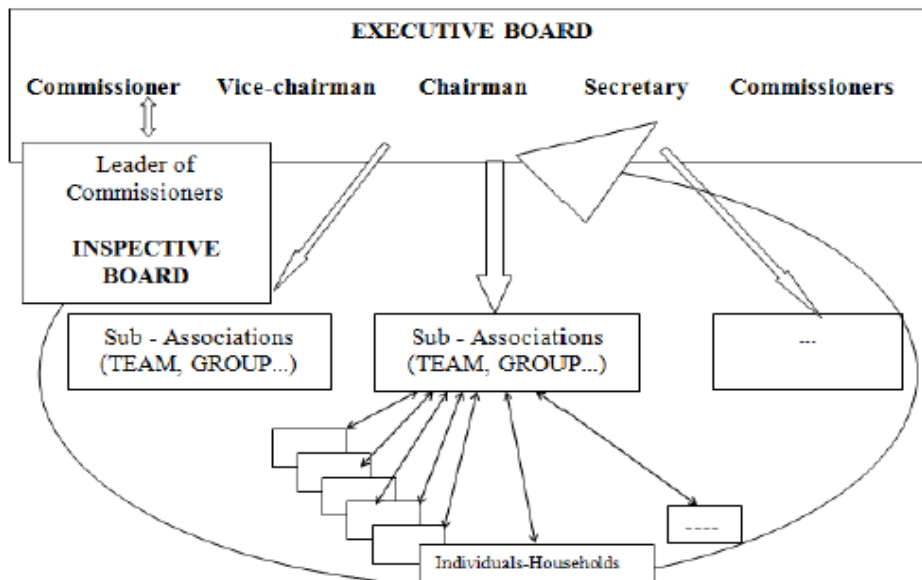 EXECUTIVE BOARD
Commissioner Vice-chairman Chairman Secretary Commissioners
Leader of
Commissioners
INSPECTIVE
BOARD
Sub - Associations
(TEAM, GROUP...)
Sub - Associations
(TEAM, GROUP...)
---
----
Individuals-Households